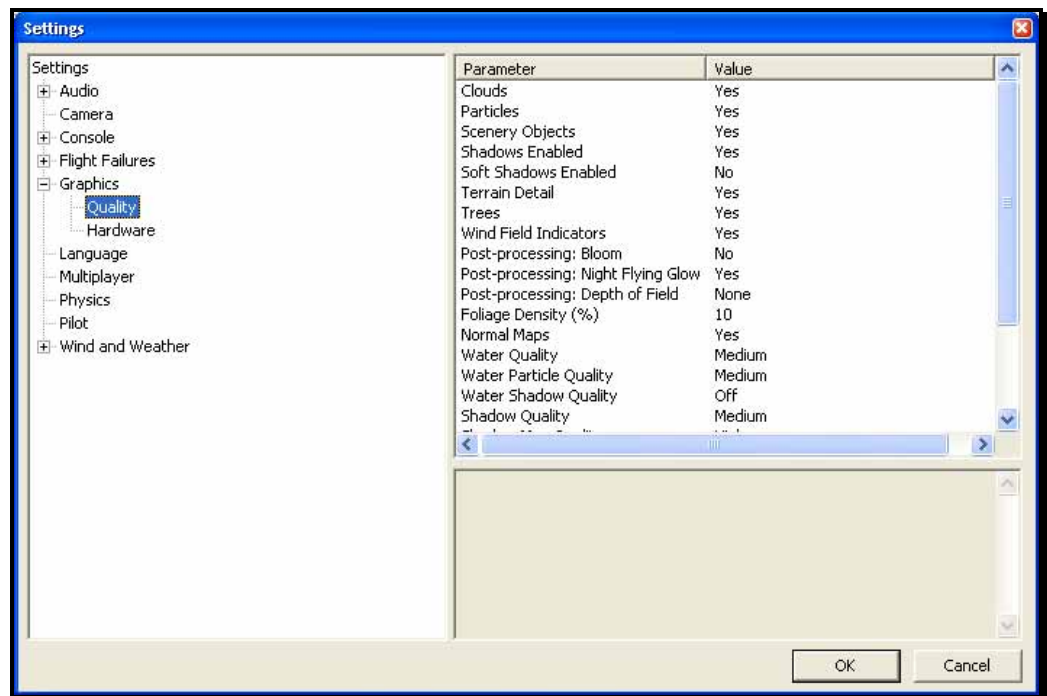 Settings
Settings
Audio
Camera
Console
Flight Failures
Graphics
Quality
Hardware
Language
Multiplayer
Physics
Pilot
Wind and Weather
Parameter Value
Clouds Yes
Particles Yes
Scenery Objects Yes
Shadows Enabled Yes
Soft Shadows Enabled No
Terrain Detail Yes
Trees Yes
Wind Field Indicators Yes
Post-processing: Bloom No
Post-processing: Night Flying Glow Yes
Post-processing: Depth of Field None
Foliage Density (%) 10
Normal Maps Yes
Water Quality Medium
Water Particle Quality Medium
Water Shadow Quality Off
Shadow Quality Medium
OK Cancel